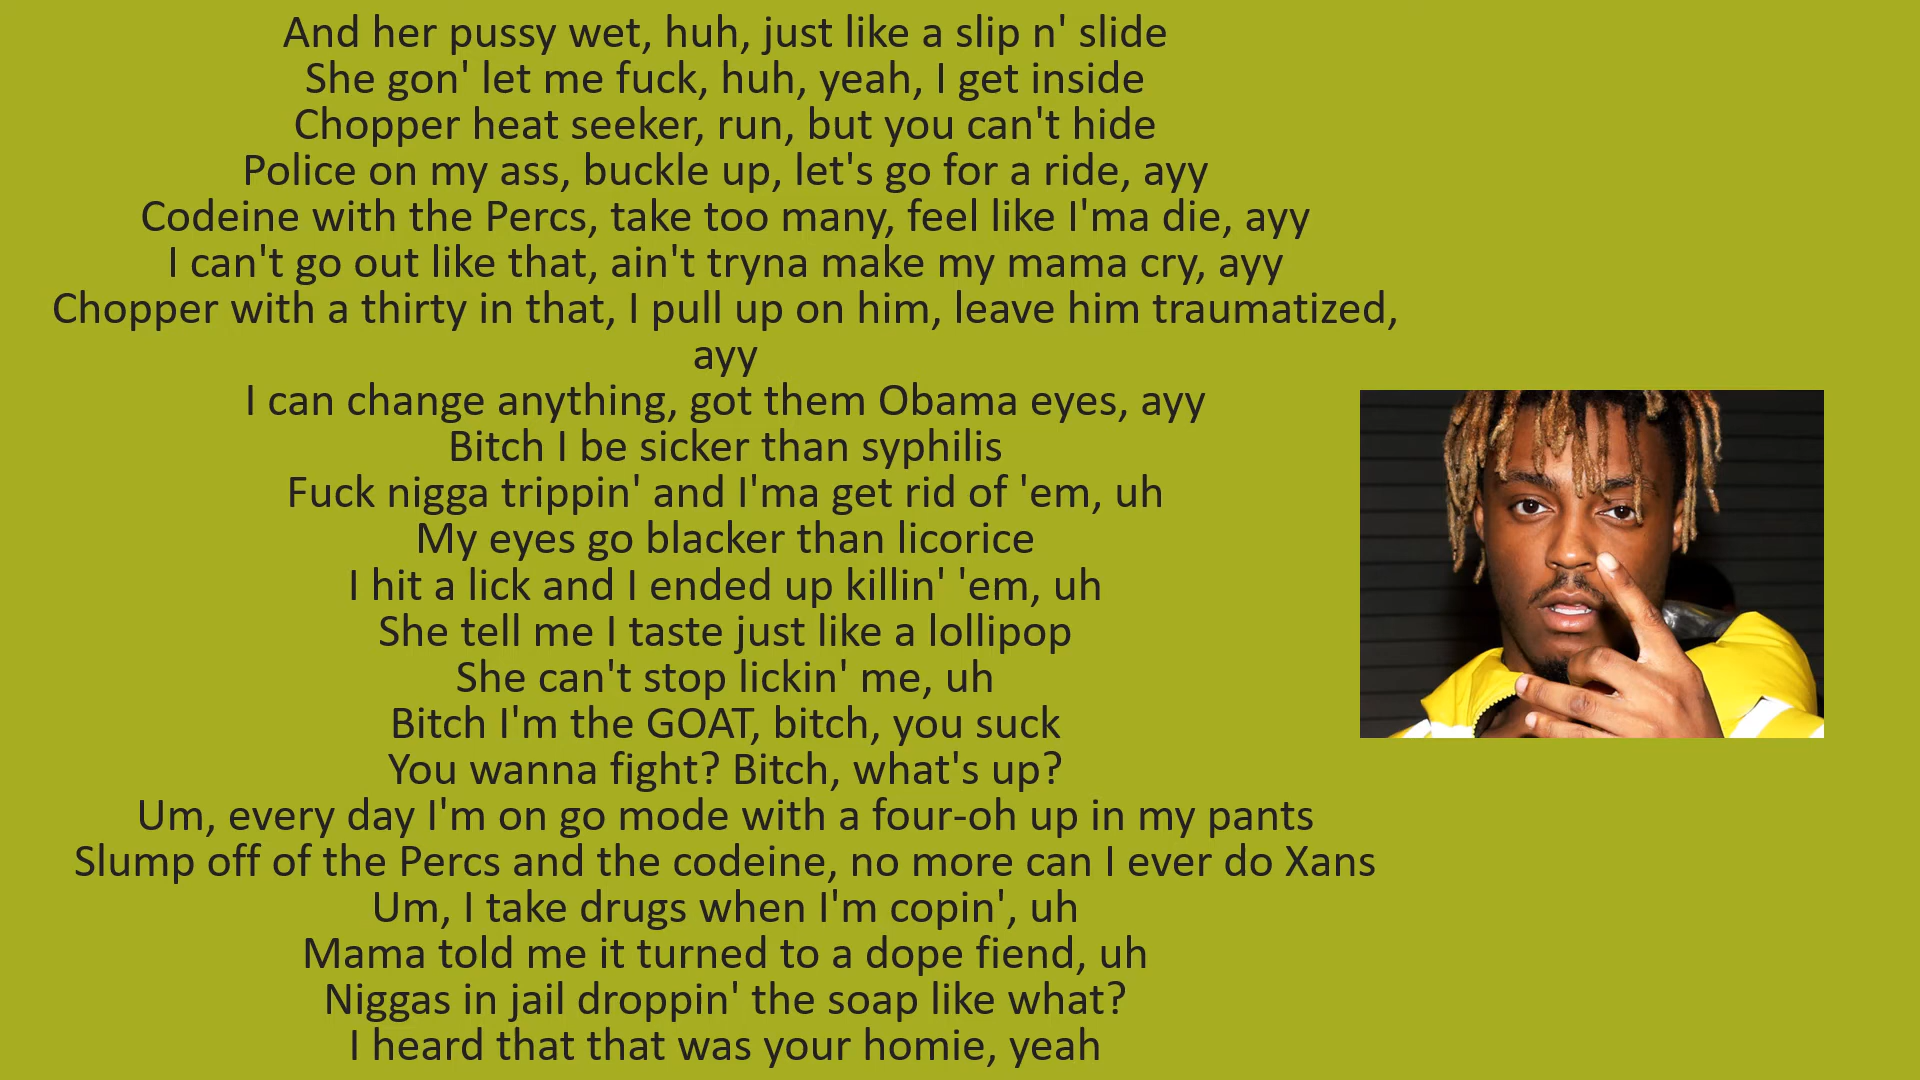 And her pussy wet, huh, just like a slip n' slide
She gon' let me fuck, huh, yeah, I get inside
Chopper heat seeker, run, but you can't hide
Police on my ass, buckle up, let's go for a ride, ayy
Codeine with the Percs, take too many, feel like I'ma die, ayy
I can't go out like that, ain't tryna make my mama cry, ayy
Chopper with a thirty in that, I pull up on him, leave him traumatized,
ayy
I can change anything, got them Obama eyes, ayy
Bitch I be sicker than syphilis
Fuck nigga trippin' and I'ma get rid of 'em, uh
My eyes go blacker than licorice
I hit a lick and I ended up killin' 'em, uh
She tell me I taste just like a lollipop
She can't stop lickin' me, uh
Bitch I'm the GOAT, bitch, you suck
You wanna fight? Bitch, what's up?
Um, every day I'm on go mode with a four-oh up in my pants
Slump off of the Percs and the codeine, no more can I ever do Xans
Um, I take drugs when I'm copin', uh
Mama told me it turned to a dope fiend, uh
Niggas in jail droppin' the soap like what?
I heard that that was your homie, yeah